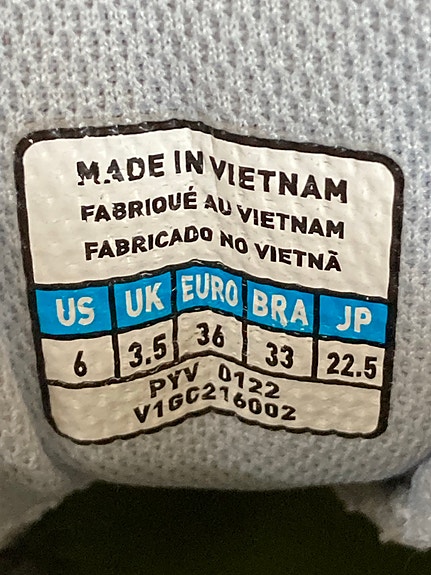 MADE IN VIETNAM
FABRIQUÉ AU VIETNAM
FABRICADO NO VIETNÃ
US UK EURO BRA JP
6 3.5 36 33 22.5
PYV 0122
V1GC216002